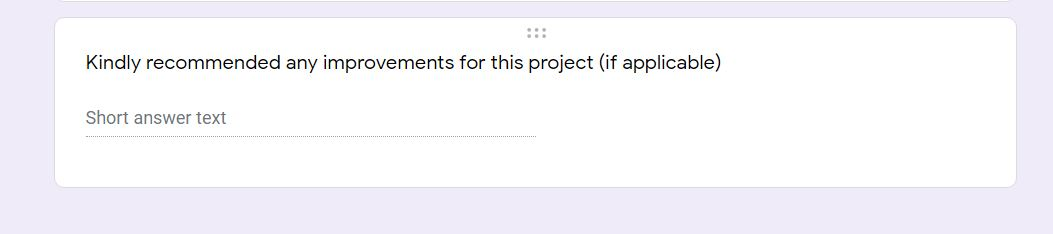 Kindly recommended any improvements for this project (if applicable)
Short answer text